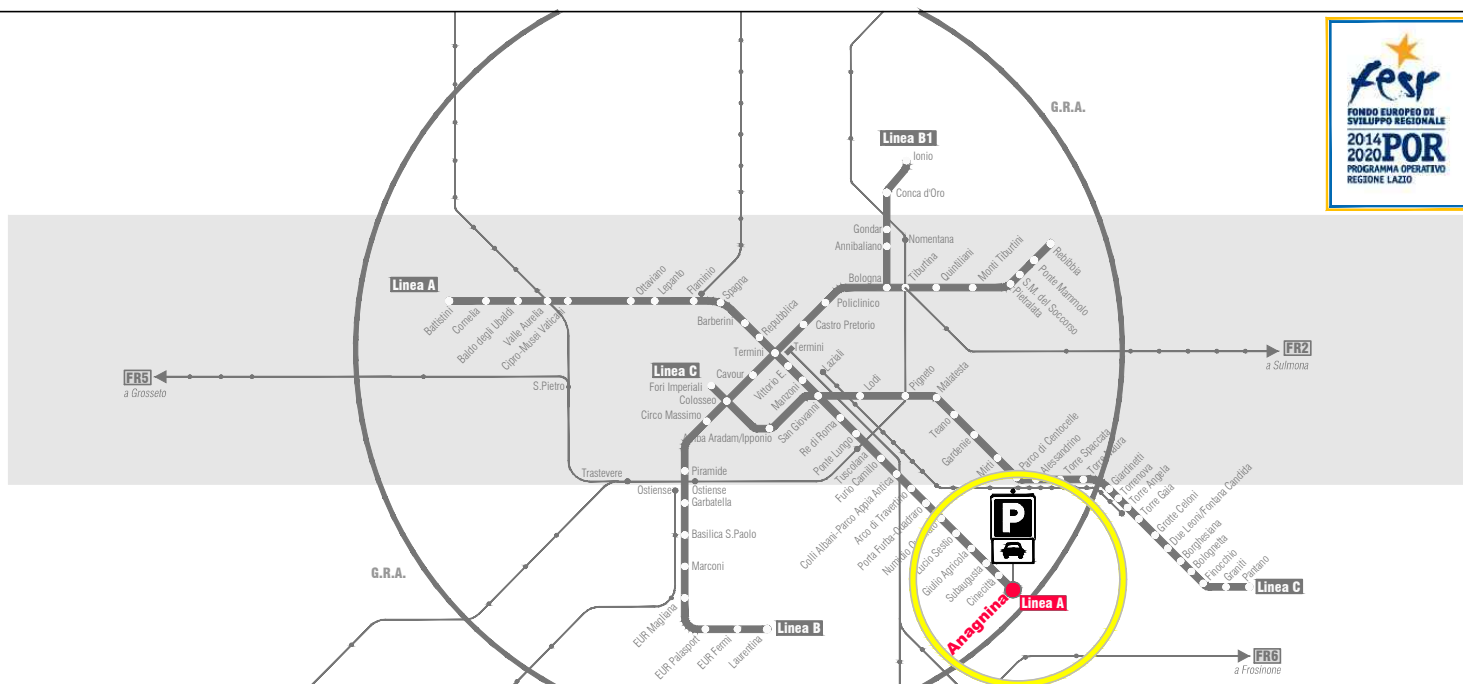 fesr
FONDO EUROPEO DI
SVILUPPO REGIONALE
2014
2020 POR
PROGRAMMA OPERATIVO
REGIONE LAZIO
G.R.A.
Linea B1
Ionio
Conca d'Oro
Gondar
Annibaliano
Nomentana
Bologna
Tiburtina
Quintiliani
Monti Tiburtini
Pietralata
S.M. del Soccorso
Ponte Mammolo
Rebibbia
Linea A
Battistini
Cornelia
Baldo degli Ubaldi
Valle Aurelia
Cipro-Musei Vaticani
Ottaviano
Lepanto
Flaminio
Spagna
Barberini
Repubblica
Policlinico
Castro Pretorio
Termini
Termini
FR2
a Sulmona
FR5
a Grosseto
S.Pietro
Linea C
Fori Imperiali
Colosseo
Cavour
Circo Massimo
Vittorio E.
Manzoni
Laziali
Lodi
Pigneto
Malatesta
Amba Aradam/Ipponio
San Giovanni
Re di Roma
Ponte Lungo
Tuscolana
Furio Camillo
Colli Albani-Parco Appia Antica
Arco di Travertino
Porta Furba-Quadraro
Numidio Quadrato
Lucio Sestio
Giulio Agricola
Subaugusta
Cinecittà
Anagnina
Linea A
P
Teano
Gardenie
Mirti
Parco di Centocelle
Alessandrino
Torre Spaccata
Torre Maura
Giardinetti
Torrenova
Torre Angela
Torre Gaia
Grotte Celoni
Due Leoni/Fontana Candida
Borghesiana
Bolognetta
Finocchio
Graniti
Pantano
Linea C
Trastevere
Ostiense
Piramide
Ostiense
Garbatella
Basilica S.Paolo
Marconi
EUR Magliana
EUR Palasport
EUR Fermi
Laurentina
Linea B
G.R.A.
FR6
a Frosinone